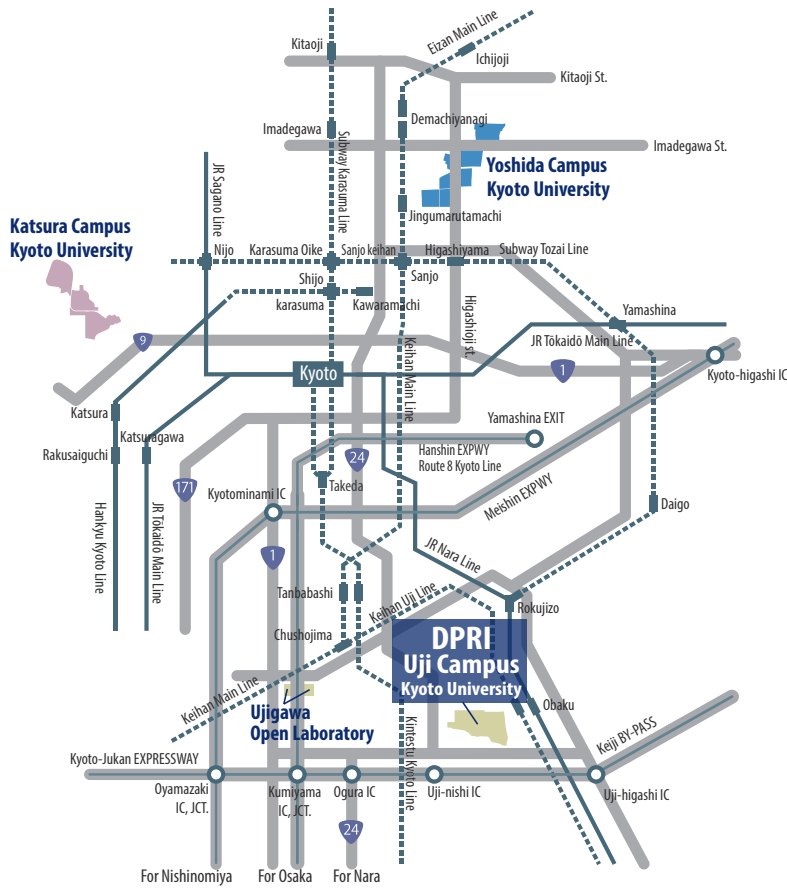 Kitaoji
Eizan Main Line
Ichijoji
Kitaoji St.
Demachiyanagi
Imadegawa
Imadegawa St.
JR Sagano Line
Subway Karasuma Line
Yoshida Campus
Kyoto University
Jingumarutamachi
Katsura Campus
Kyoto University
Nijo
Karasuma Oike
Sanjo keihan
Higashiyama
Subway Tozai Line
Sanjo
Shijo
karasuma
Kawaramachi
Higashioji st.
Yamashina
JR Tōkaidō Main Line
9
Keihan Main Line
Kyoto
1
Kyoto-higashi IC
Katsura
Yamashina EXIT
Katsuragawa
Rakusaiguchi
Hanshin EXPWY
Route 8 Kyoto Line
24
171
Takeda
Meishin EXPWY
Kyotominami IC
Daigo
Hankyu Kyoto Line
JR Tōkaidō Main Line
1
JR Nara Line
Tanbabashi
Keihan Uji Line
Rokujizo
Chushojima
DPRI
Uji Campus
Kyoto University
Keihan Main Line
Obaku
Ujigawa
Open Laboratory
Kintestu Kyoto Line
Keiji BY-PASS
Kyoto-Jukan EXPRESSWAY
Oyamazaki
IC, JCT.
Kumiyama
IC, JCT.
Ogura IC
Uji-nishi IC
Uji-higashi IC
24
For Nishinomiya
For Osaka
For Nara